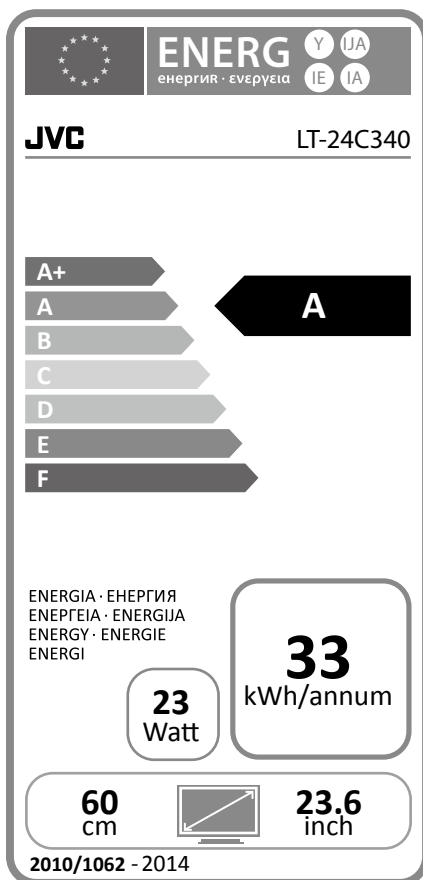 ENERG
енергия · ενεργεια
Y IJA
IE IA
JVC
LT-24C340
A+
A
B
C
D
E
F
A
ENERGIA · ЕНЕРГИЯ
ΕΝΕΡΓΕΙΑ · ENERGIJA
ENERGY · ENERGIE
ENERGI
23
Watt
33
kWh/annum
60
cm
23.6
inch
2010/1062 - 2014